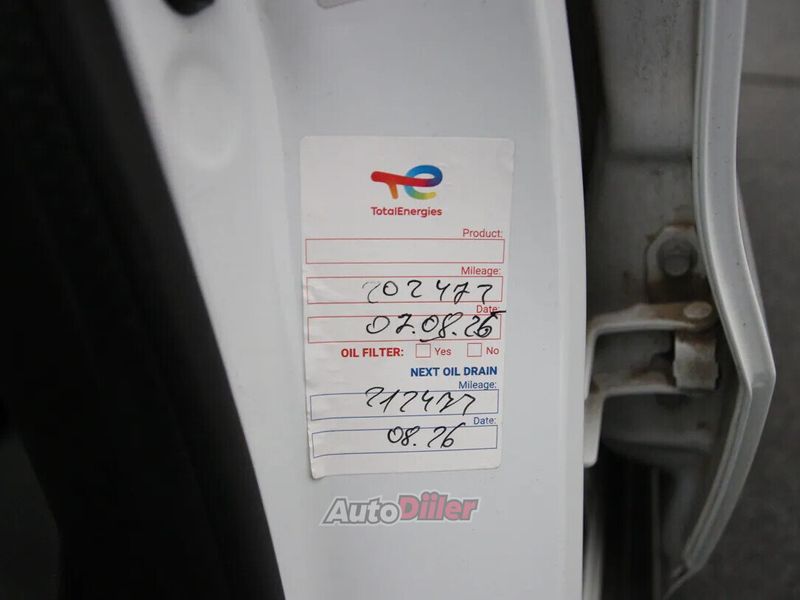 TotalEnergies
Product:
Mileage:
202477
Date:
07.08.25
OIL FILTER: Yes No
NEXT OIL DRAIN
Mileage:
212477
Date:
08.26
AutoDiiler